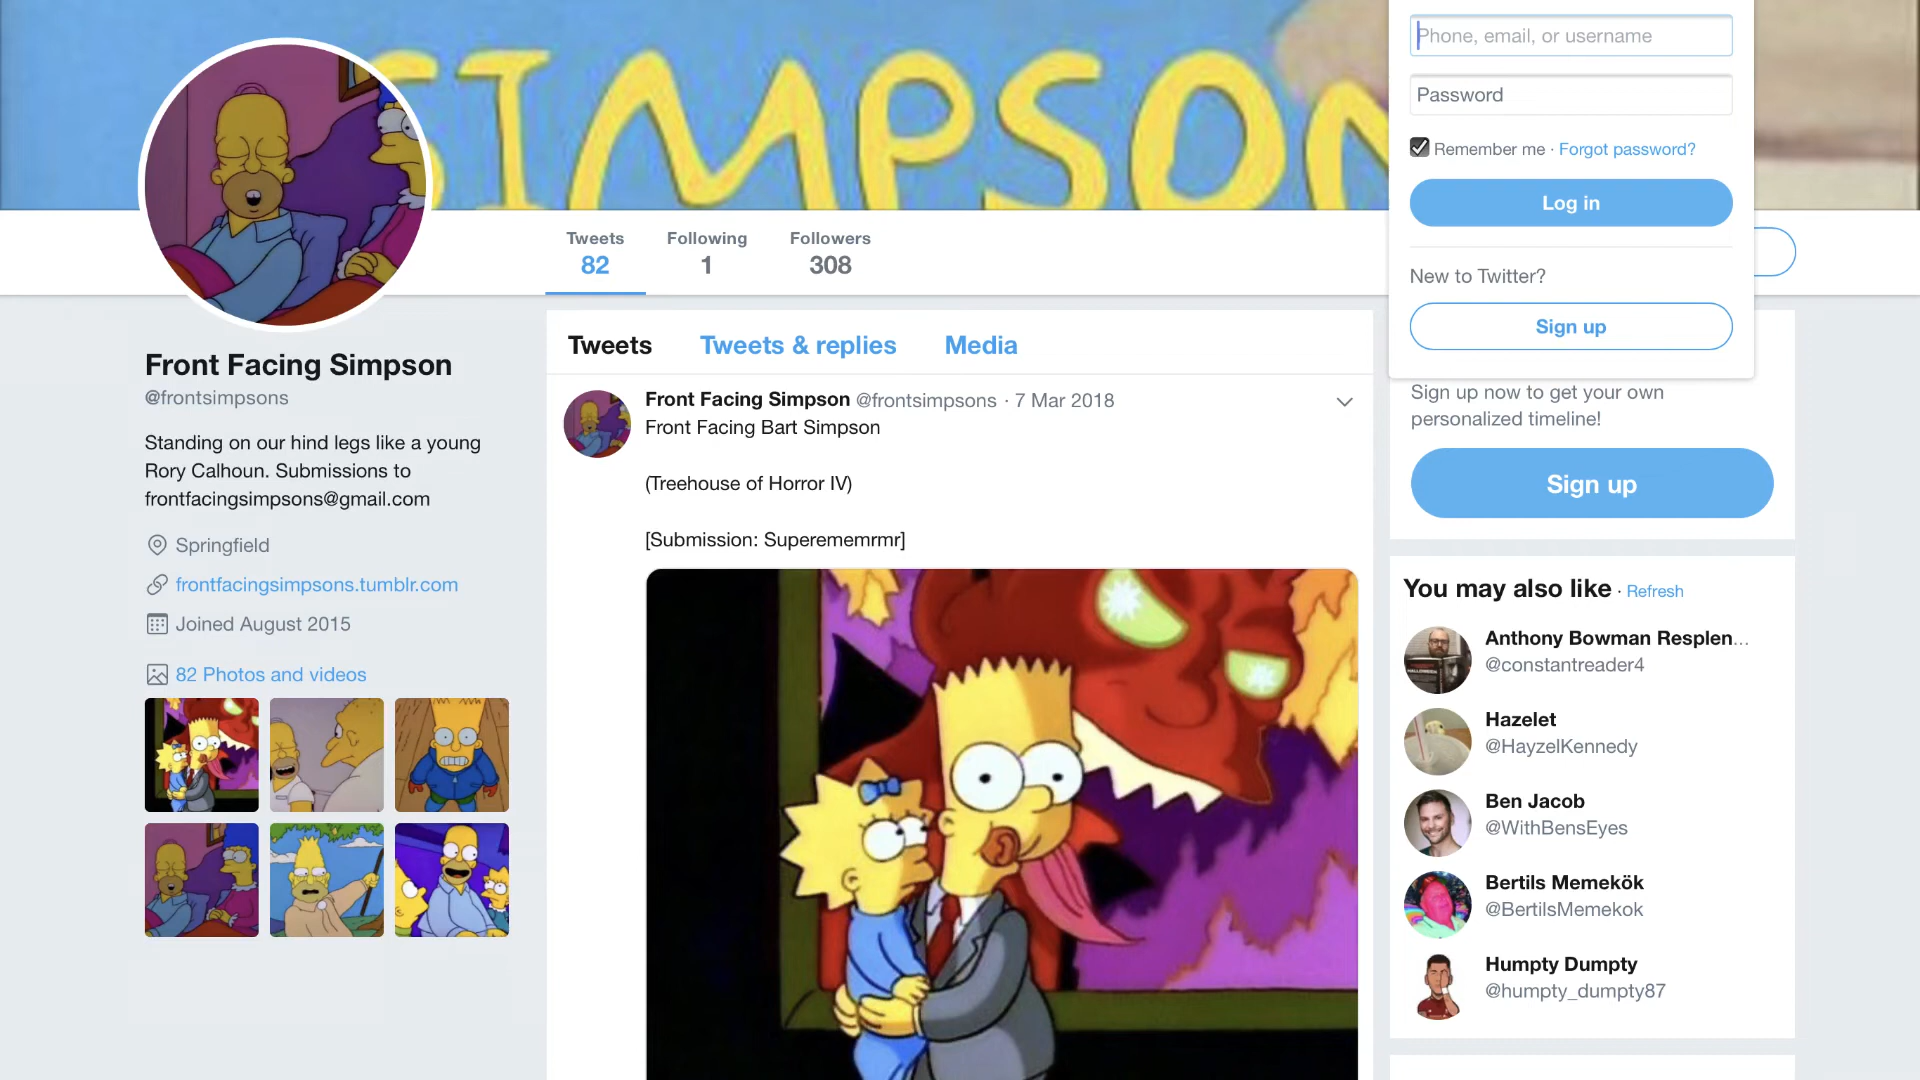 SIMPSON
Phone, email, or username
Password
Remember me · Forgot password?
Log in
New to Twitter?
Sign up
Tweets
82
Following
1
Followers
308
Front Facing Simpson
@frontsimpsons
Standing on our hind legs like a young
Rory Calhoun. Submissions to
frontfacingsimpsons@gmail.com
Springfield
frontfacingsimpsons.tumblr.com
Joined August 2015
82 Photos and videos
Tweets
Tweets & replies
Media
Front Facing Simpson @frontsimpsons · 7 Mar 2018
Front Facing Bart Simpson
(Treehouse of Horror IV)
[Submission: Superememrmr]
Sign up now to get your own
personalized timeline!
Sign up
You may also like · Refresh
Anthony Bowman Resplen...
@constantreader4
Hazelet
@HayzelKennedy
Ben Jacob
@WithBensEyes
Bertils Memekök
@BertilsMemekok
Humpty Dumpty
@humpty_dumpty87